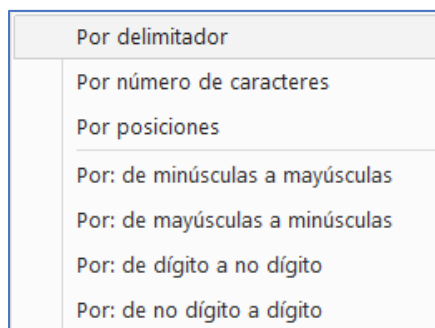 Por delimitador
Por número de caracteres
Por posiciones
Por: de minúsculas a mayúsculas
Por: de mayúsculas a minúsculas
Por: de dígito a no dígito
Por: de no dígito a dígito